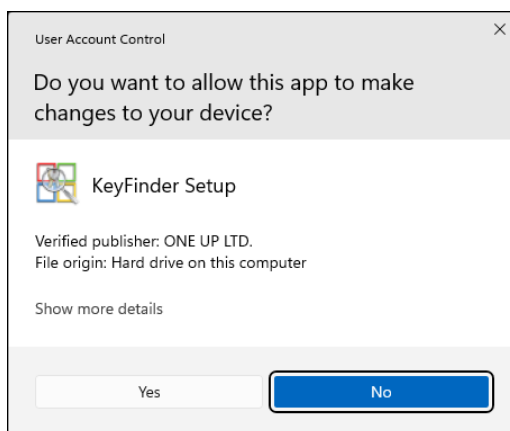 User Account Control
Do you want to allow this app to make
changes to your device?
KeyFinder Setup
Verified publisher: ONE UP LTD.
File origin: Hard drive on this computer
Show more details
Yes
No